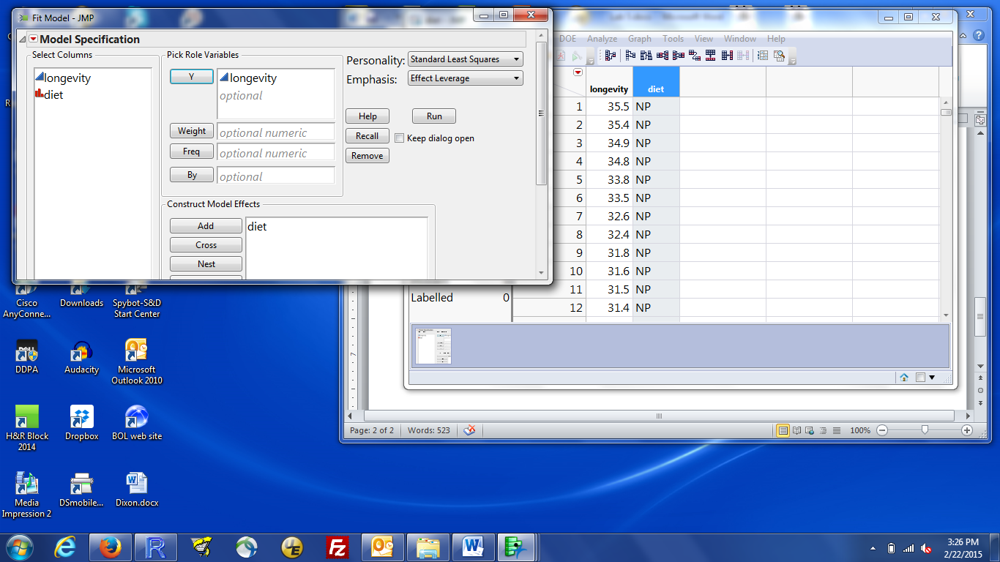 Fit Model - JMP
Model Specification
Select Columns
longevity
diet
Pick Role Variables
Y
longevity
optional
Weight
optional numeric
Freq
optional numeric
By
optional
Personality:
Standard Least Squares
Emphasis:
Effect Leverage
Help
Run
Recall
Keep dialog open
Remove
Construct Model Effects
Add
diet
Cross
Nest
Microsoft Word
DOE Analyze Graph Tools View Window Help
longevity diet
1 35.5 NP
2 35.4 NP
3 34.9 NP
4 34.8 NP
5 33.8 NP
6 33.5 NP
7 32.6 NP
8 32.4 NP
9 31.8 NP
10 31.6 NP
11 31.5 NP
12 31.4 NP
Labelled 0
7
Page: 2 of 2 Words: 523
100%
Cisco
AnyConne...
Downloads
Spybot-S&D
Start Center
DELL
DDPA
Audacity
Microsoft
Outlook 2010
H&R Block
2014
Dropbox
BOL web site
Media
Impression 2
DSmobile...
Dixon.docx
3:26 PM
2/22/2015